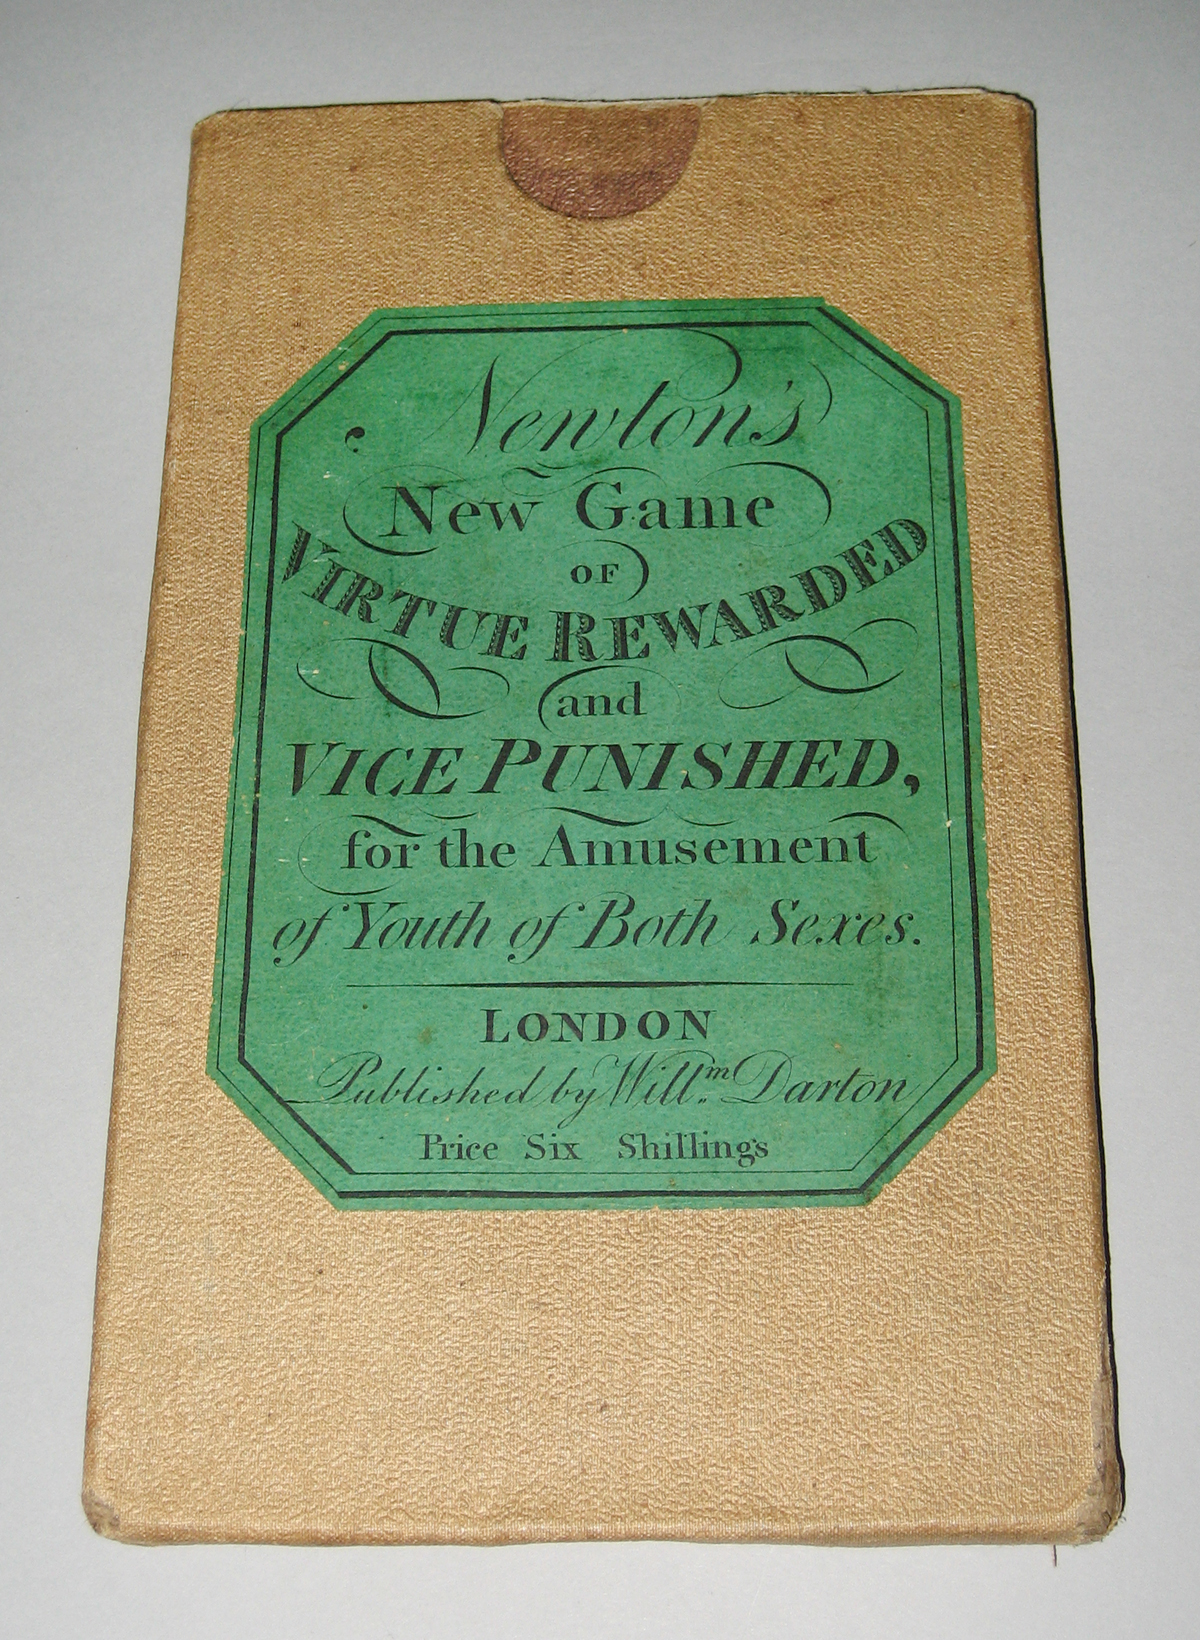 Newton's
New Game
OF
VIRTUE REWARDED
and
VICE PUNISHED,
for the Amusement
of Youth of Both Sexes.
LONDON
Published by Will.m Darton
Price Six Shillings